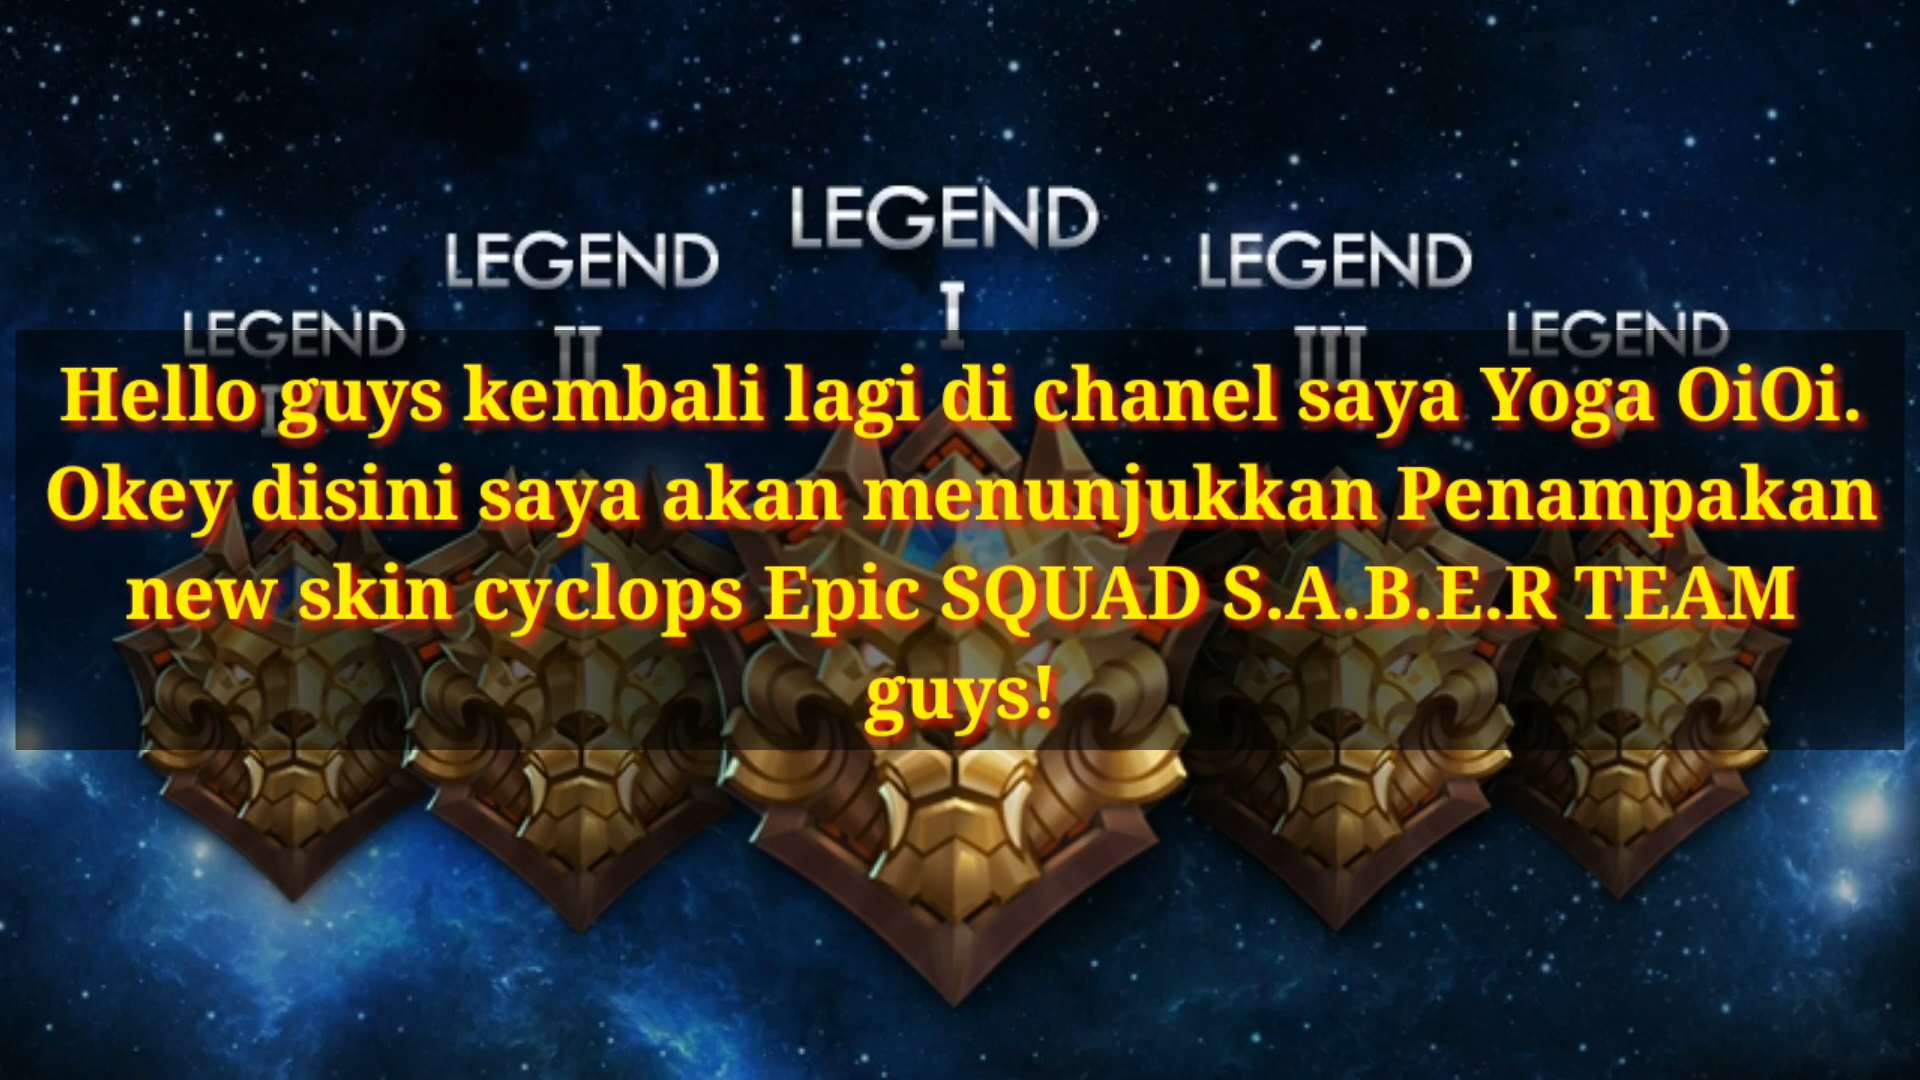 LEGEND
I
LEGEND
II
LEGEND
III
LEGEND
LEGEND
Hello guys kembali lagi di chanel saya Yoga OiOi.
Okey disini saya akan menunjukkan Penampakan
new skin cyclops Epic SQUAD S.A.B.E.R TEAM
guys!